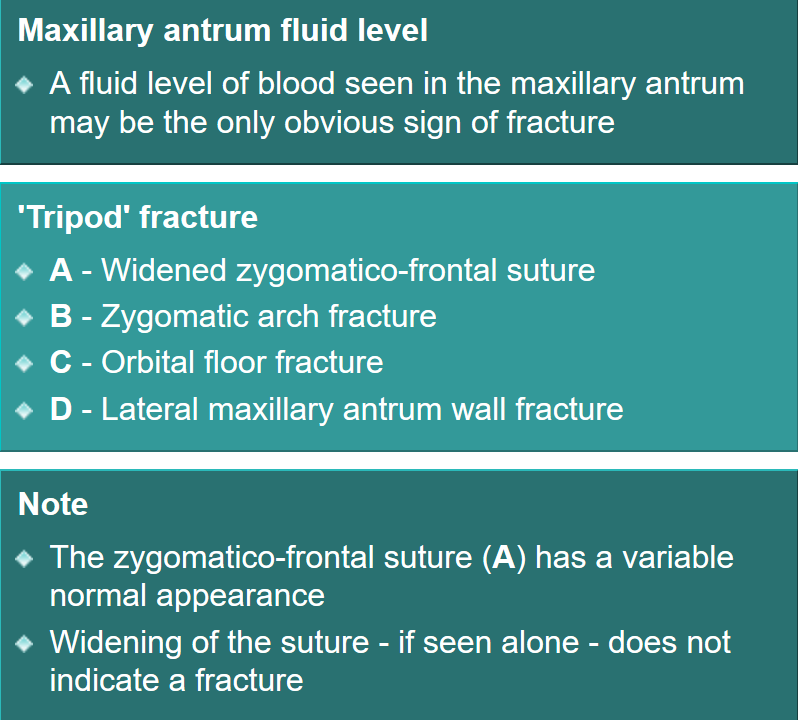 Maxillary antrum fluid level
A fluid level of blood seen in the maxillary antrum
may be the only obvious sign of fracture
'Tripod' fracture
A - Widened zygomatico-frontal suture
B - Zygomatic arch fracture
C - Orbital floor fracture
D - Lateral maxillary antrum wall fracture
Note
The zygomatico-frontal suture (A) has a variable
normal appearance
Widening of the suture - if seen alone - does not
indicate a fracture